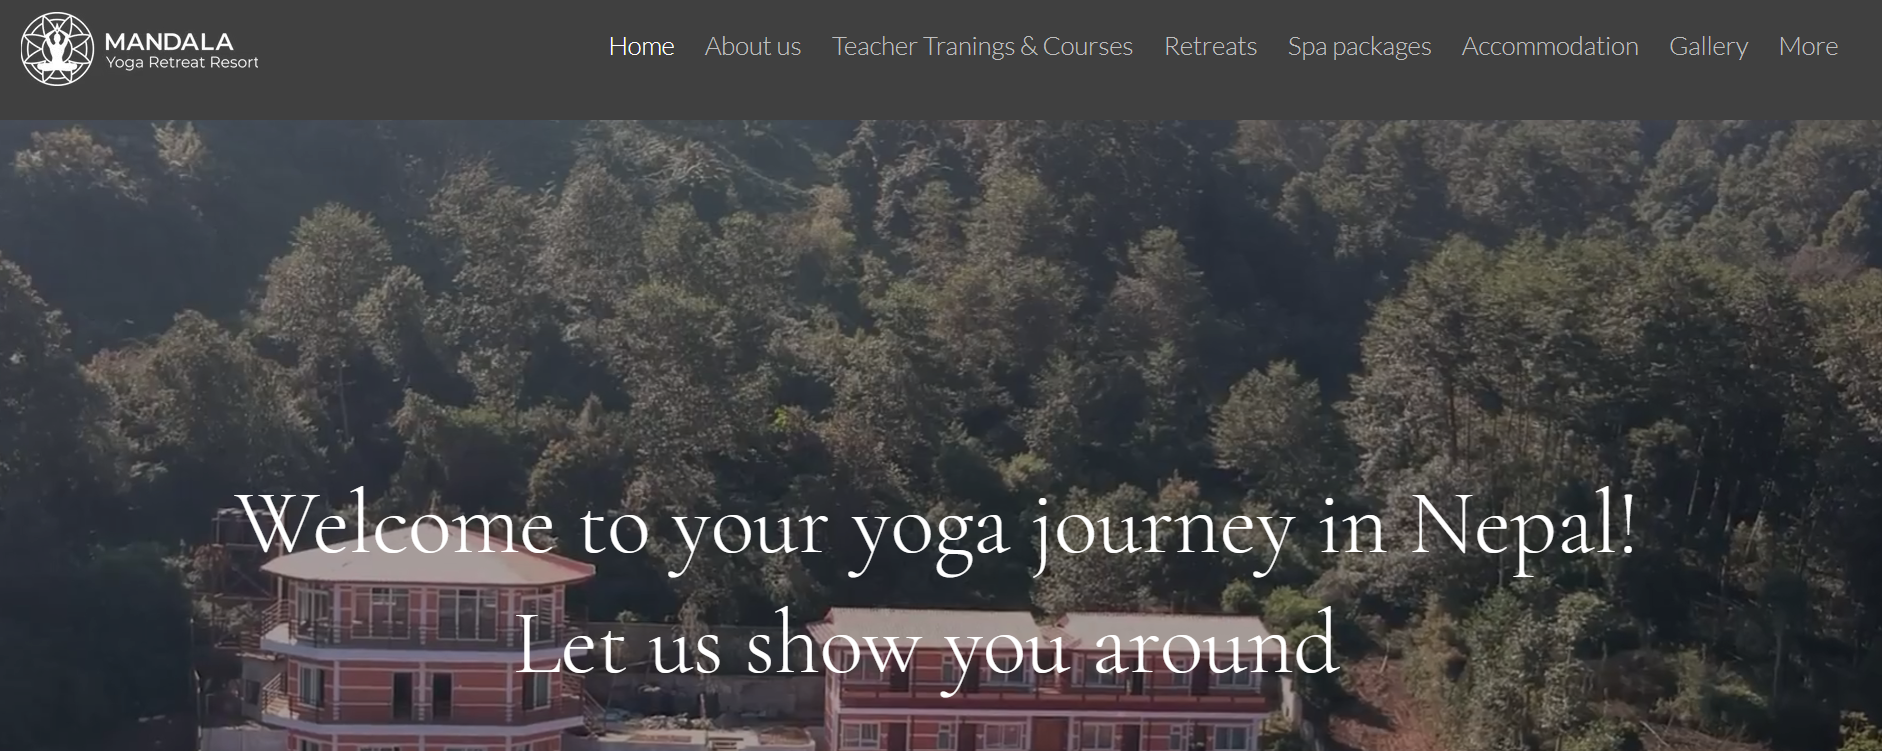 MANDALA
Yoga Retreat Resort
Home About us Teacher Tranings & Courses Retreats Spa packages Accommodation Gallery More
Welcome to your yoga journey in Nepal!
Let us show you around